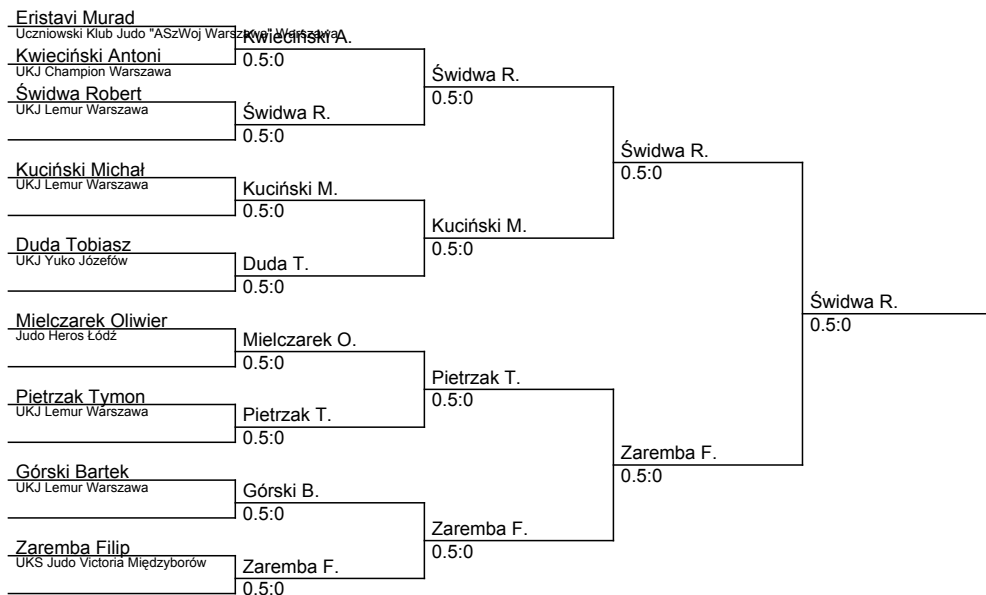 Eristavi Murad
Uczniowski Klub Judo "ASzWoj Warszawa" Warszawa
Kwieciński A.
0.5:0
Kwieciński Antoni
UKJ Champion Warszawa
Świdwa R.
0.5:0
Świdwa Robert
UKJ Lemur Warszawa
Świdwa R.
0.5:0
Świdwa R.
0.5:0
Kuciński Michał
UKJ Lemur Warszawa
Kuciński M.
0.5:0
Kuciński M.
0.5:0
Duda Tobiasz
UKJ Yuko Józefów
Duda T.
0.5:0
Świdwa R.
0.5:0
Mielczarek Oliwier
Judo Heros Łódź
Mielczarek O.
0.5:0
Pietrzak T.
0.5:0
Pietrzak Tymon
UKJ Lemur Warszawa
Pietrzak T.
0.5:0
Zaremba F.
0.5:0
Górski Bartek
UKJ Lemur Warszawa
Górski B.
0.5:0
Zaremba F.
0.5:0
Zaremba Filip
UKS Judo Victoria Międzyborów
Zaremba F.
0.5:0